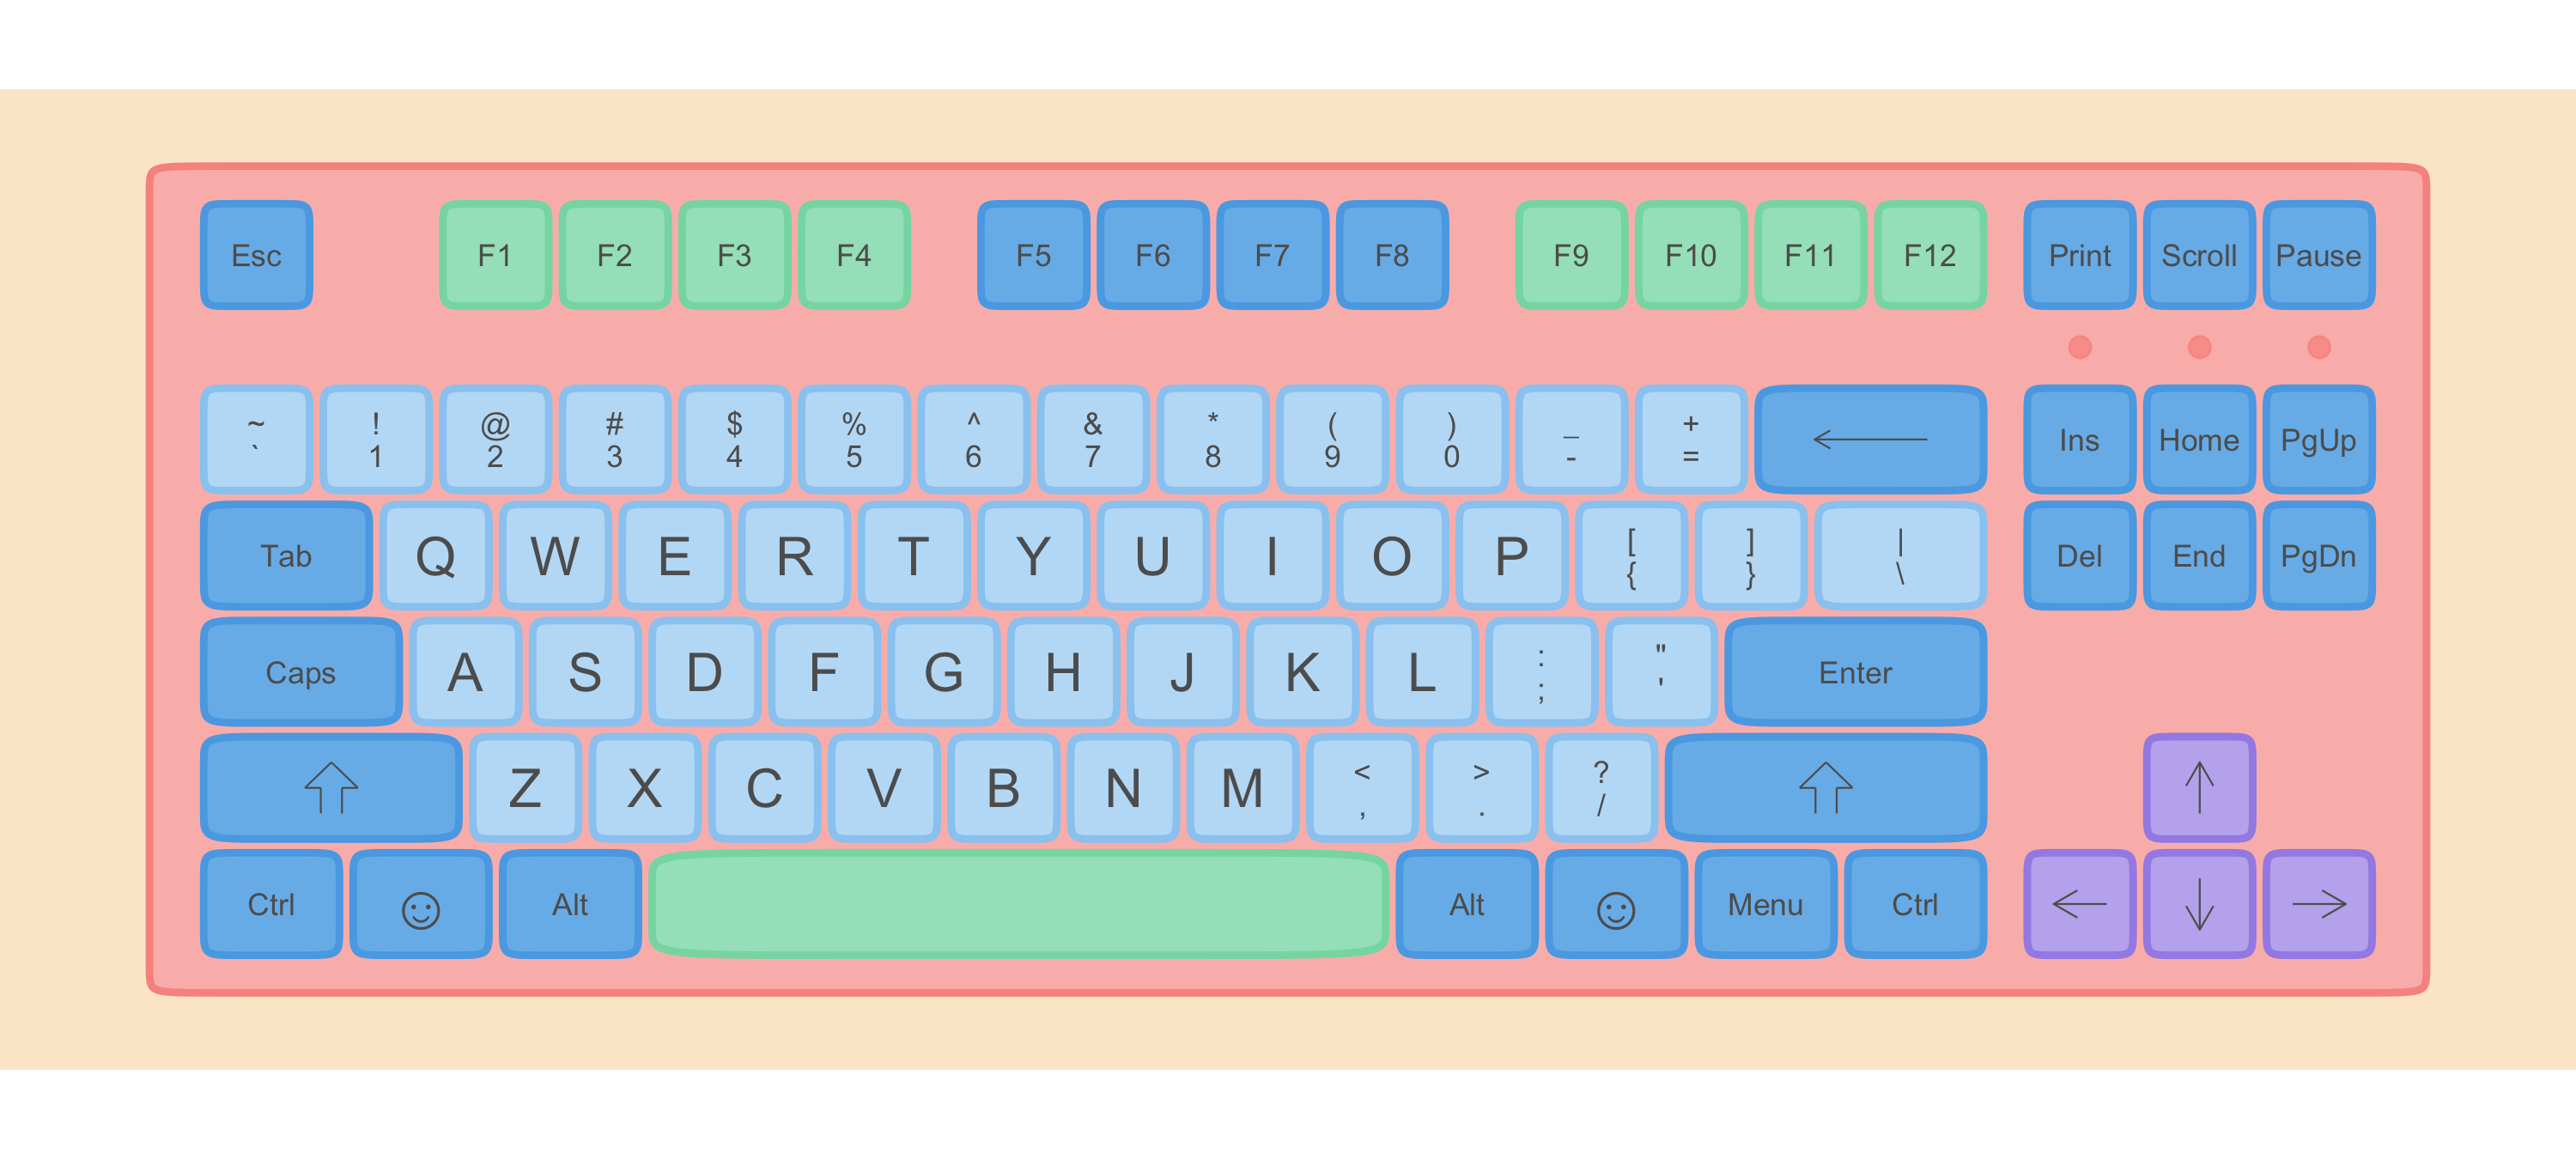 Esc F1 F2 F3 F4 F5 F6 F7 F8 F9 F10 F11 F12 Print Scroll Pause
~ ! @ # $ % ^ & * ( ) _ +
` 1 2 3 4 5 6 7 8 9 0 - = ← Ins Home PgUp
Tab Q W E R T Y U I O P [ ] | Del End PgDn
{ } \
Caps A S D F G H J K L : " Enter
; '
⇧ Z X C V B N M < > ? ⇧ ↑
, . /
Ctrl ☺ Alt Alt ☺ Menu Ctrl ← ↓ →